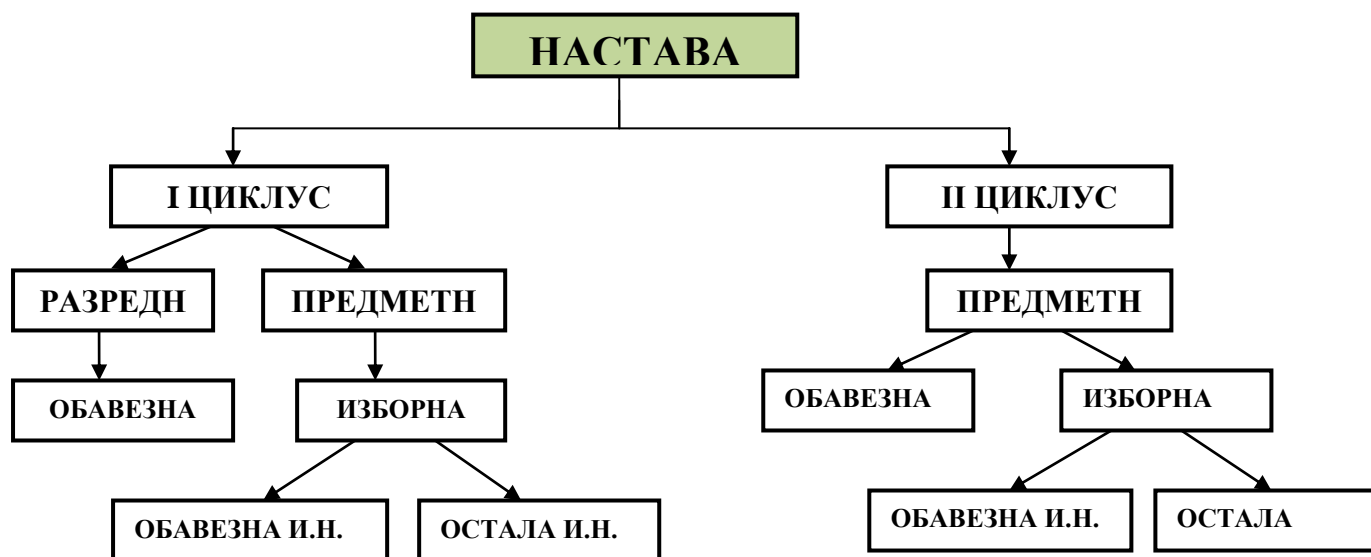 НАСТАВА
I ЦИКЛУС
II ЦИКЛУС
РАЗРЕДН
ПРЕДМЕТН
ПРЕДМЕТН
ОБАВЕЗНА
ИЗБОРНА
ОБАВЕЗНА
ИЗБОРНА
ОБАВЕЗНА И.Н.
ОСТАЛА И.Н.
ОБАВЕЗНА И.Н.
ОСТАЛА